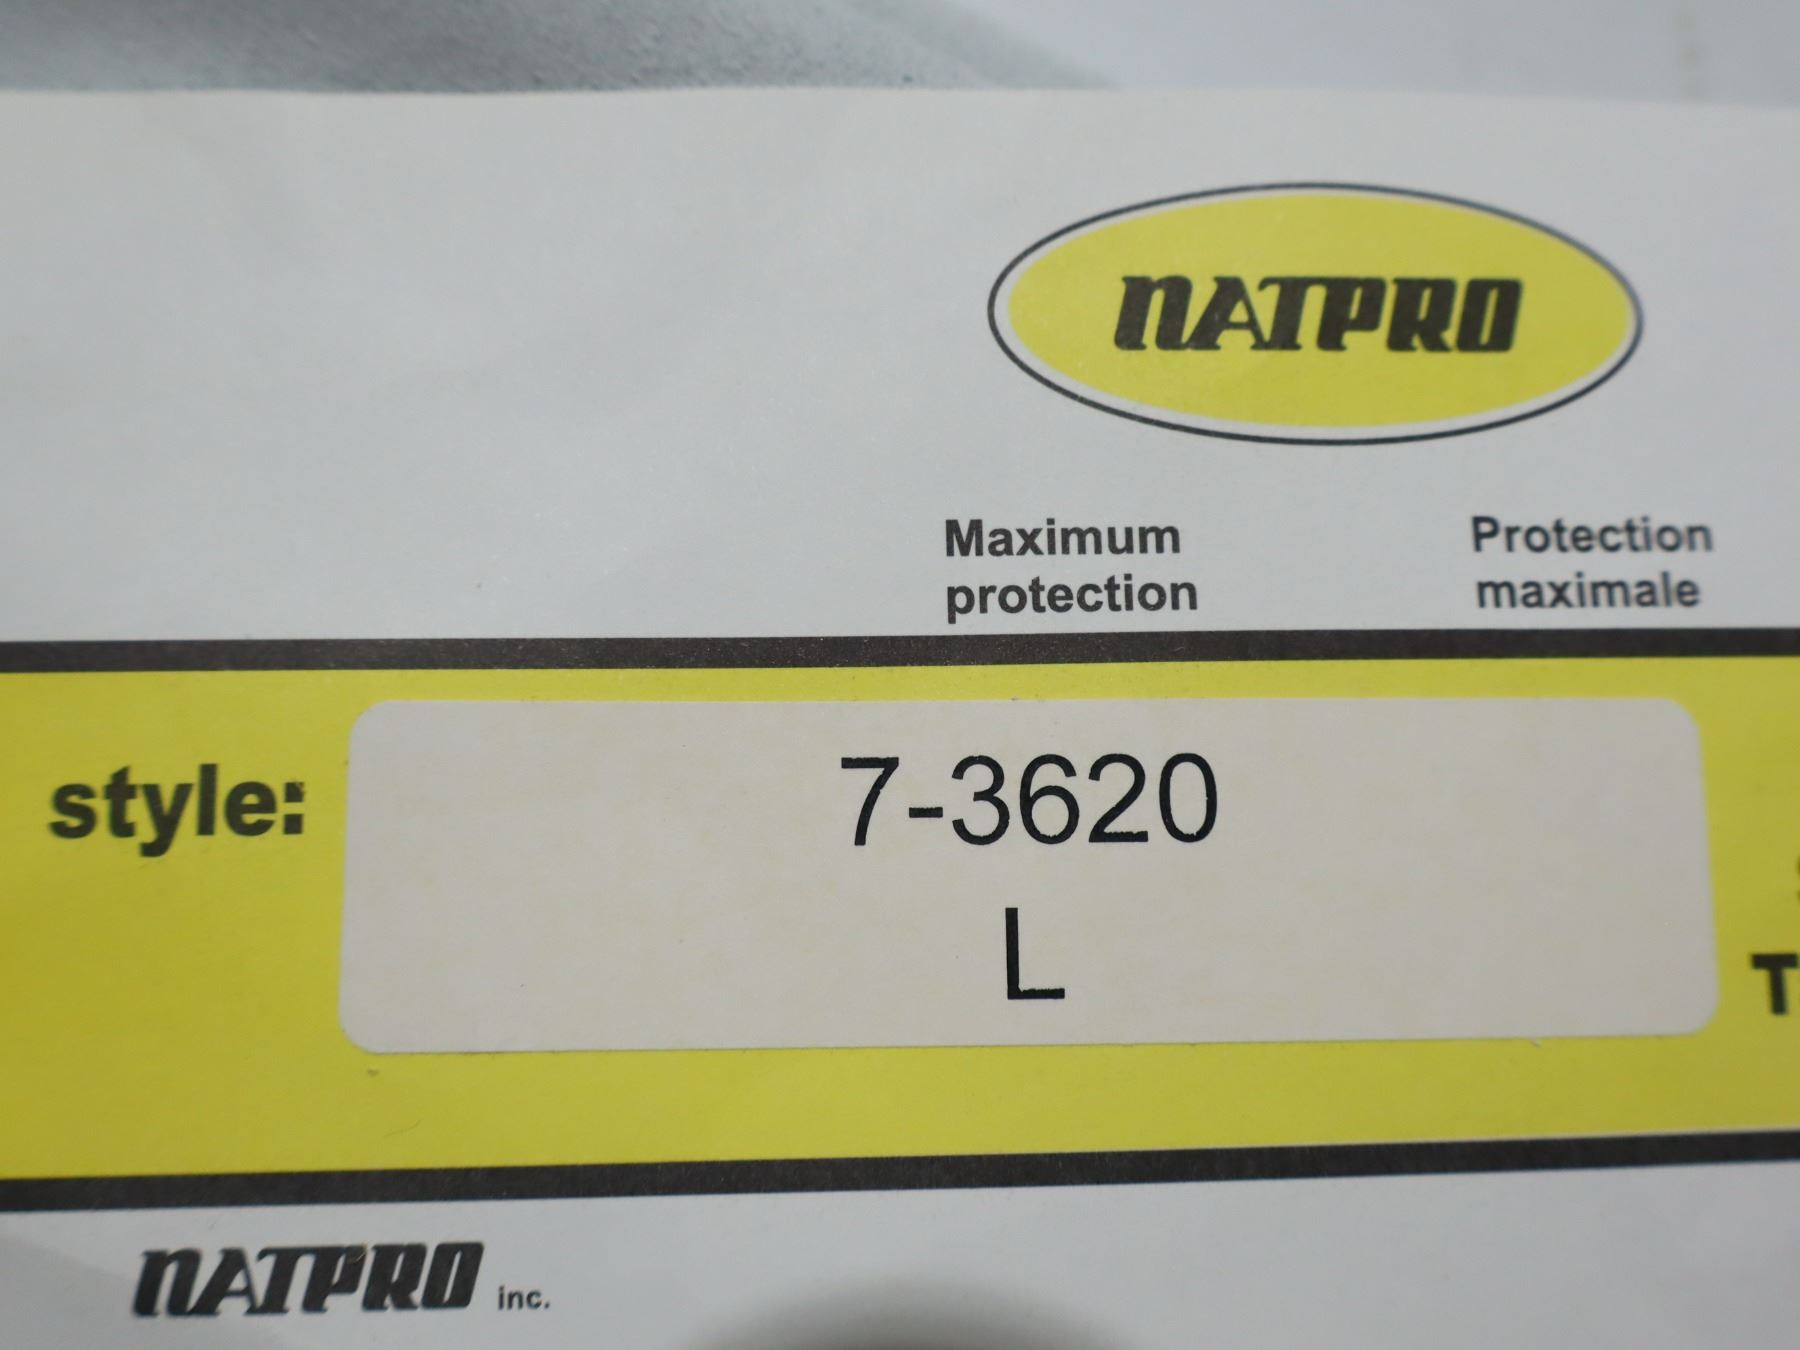 NATPRO
Maximum protection
Protection maximale
style:
7-3620
L
T
NATPRO inc.